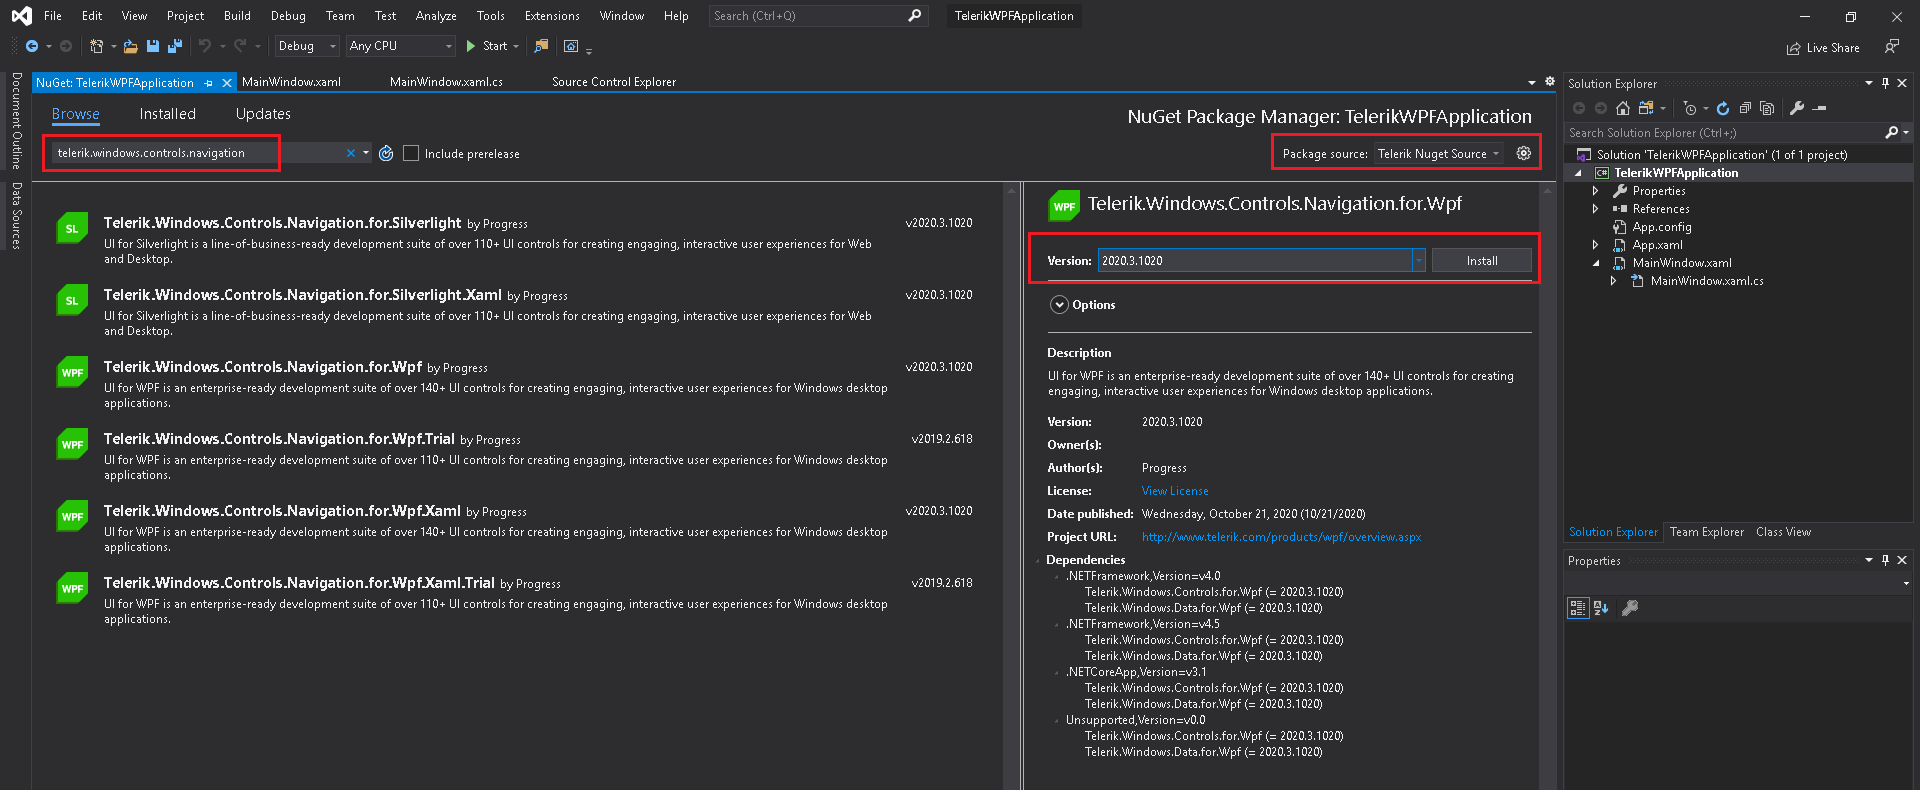 File Edit View Project Build Debug Team Test Analyze Tools Extensions Window Help Search (Ctrl+Q) TelerikWPFApplication
Debug Any CPU Start Live Share
Document Outline
Data Sources
NuGet: TelerikWPFApplication MainWindow.xaml MainWindow.xaml.cs Source Control Explorer
Browse Installed Updates
NuGet Package Manager: TelerikWPFApplication
telerik.windows.controls.navigation Include prerelease
Package source: Telerik Nuget Source
SL
Telerik.Windows.Controls.Navigation.for.Silverlight by Progress v2020.3.1020
UI for Silverlight is a line-of-business-ready development suite of over 110+ UI controls for creating engaging, interactive user experiences for Web
and Desktop.
SL
Telerik.Windows.Controls.Navigation.for.Silverlight.Xaml by Progress v2020.3.1020
UI for Silverlight is a line-of-business-ready development suite of over 110+ UI controls for creating engaging, interactive user experiences for Web
and Desktop.
WPF
Telerik.Windows.Controls.Navigation.for.Wpf by Progress v2020.3.1020
UI for WPF is an enterprise-ready development suite of over 140+ UI controls for creating engaging, interactive user experiences for Windows desktop
applications.
WPF
Telerik.Windows.Controls.Navigation.for.Wpf.Trial by Progress v2019.2.618
UI for WPF is an enterprise-ready development suite of over 110+ UI controls for creating engaging, interactive user experiences for Windows desktop
applications.
WPF
Telerik.Windows.Controls.Navigation.for.Wpf.Xaml by Progress v2020.3.1020
UI for WPF is an enterprise-ready development suite of over 140+ UI controls for creating engaging, interactive user experiences for Windows desktop
applications.
WPF
Telerik.Windows.Controls.Navigation.for.Wpf.Xaml.Trial by Progress v2019.2.618
UI for WPF is an enterprise-ready development suite of over 110+ UI controls for creating engaging, interactive user experiences for Windows desktop
applications.
WPF Telerik.Windows.Controls.Navigation.for.Wpf
Version: 2020.3.1020 Install
Options
Description
UI for WPF is an enterprise-ready development suite of over 140+ UI controls for creating
engaging, interactive user experiences for Windows desktop applications.
Version: 2020.3.1020
Owner(s):
Author(s): Progress
License: View License
Date published: Wednesday, October 21, 2020 (10/21/2020)
Project URL: http://www.telerik.com/products/wpf/overview.aspx
Dependencies
.NETFramework,Version=v4.0
Telerik.Windows.Controls.for.Wpf (= 2020.3.1020)
Telerik.Windows.Data.for.Wpf (= 2020.3.1020)
.NETFramework,Version=v4.5
Telerik.Windows.Controls.for.Wpf (= 2020.3.1020)
Telerik.Windows.Data.for.Wpf (= 2020.3.1020)
.NETCoreApp,Version=v3.1
Telerik.Windows.Controls.for.Wpf (= 2020.3.1020)
Telerik.Windows.Data.for.Wpf (= 2020.3.1020)
Unsupported,Version=v0.0
Telerik.Windows.Controls.for.Wpf (= 2020.3.1020)
Telerik.Windows.Data.for.Wpf (= 2020.3.1020)
Solution Explorer
Search Solution Explorer (Ctrl+;)
Solution 'TelerikWPFApplication' (1 of 1 project)
C# TelerikWPFApplication
Properties
References
App.config
App.xaml
MainWindow.xaml
MainWindow.xaml.cs
Solution Explorer Team Explorer Class View
Properties